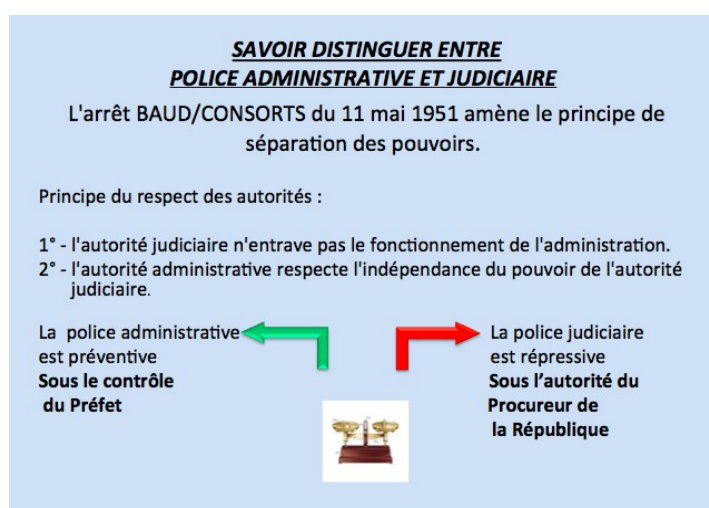 SAVOIR DISTINGUER ENTRE
POLICE ADMINISTRATIVE ET JUDICIAIRE
L'arrêt BAUD/CONSORTS du 11 mai 1951 amène le principe de
séparation des pouvoirs.
Principe du respect des autorités :
1° - l'autorité judiciaire n'entrave pas le fonctionnement de l'administration.
2° - l'autorité administrative respecte l'indépendance du pouvoir de l'autorité
judiciaire.
La police administrative
est préventive
Sous le contrôle
du Préfet
La police judiciaire
est répressive
Sous l’autorité du
Procureur de
la République